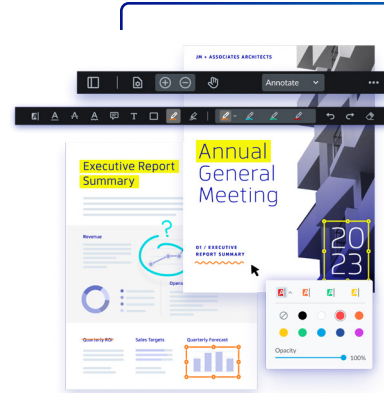 JM + ASSOCIATES ARCHITECTS
Annotate
Executive Report
Summary
Annual
General
Meeting
Revenue
20
23
01 / EXECUTIVE
REPORT SUMMARY
Quarterly ROI
Sales Targets
Quarterly Forecast
Opacity
100%